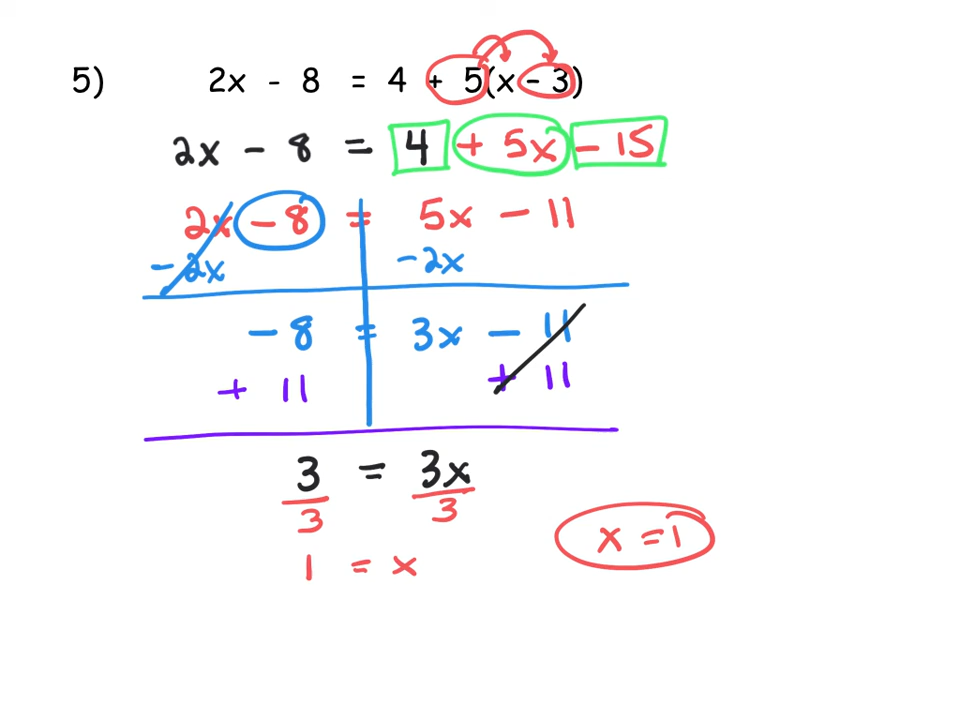 5) 2x - 8 = 4 + 5(x - 3)
2x - 8 = 4 + 5x - 15
2x - 8 = 5x - 11
- 2x - 2x
- 8 = 3x - 11
+ 11 + 11
3 = 3x
3 3
x = 1
1 = x